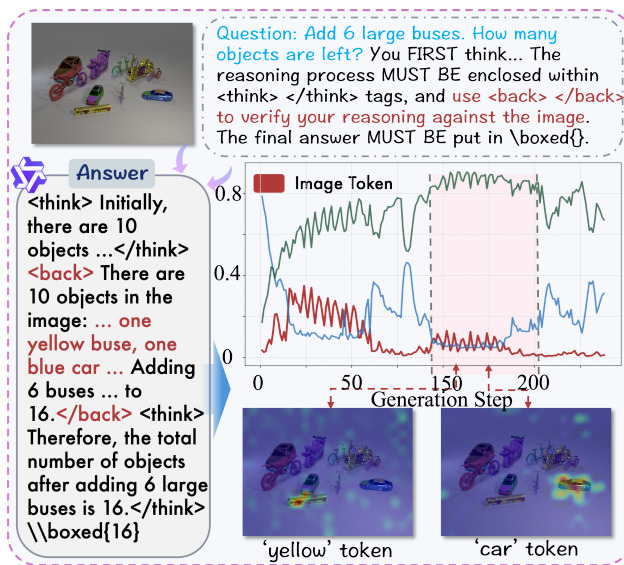 Question: Add 6 large buses. How many
objects are left? You FIRST think... The
reasoning process MUST BE enclosed within
<think> </think> tags, and use <back> </back>
to verify your reasoning against the image.
The final answer MUST BE put in \boxed{}.
Answer
<think> Initially,
there are 10
objects ...</think>
<back> There are
10 objects in the
image: ... one
yellow buse, one
blue car ... Adding
6 buses ... to
16.</back> <think>
Therefore, the total
number of objects
after adding 6 large
buses is 16.</think>
\\boxed{16}
Image Token
0.8
0.4
0
0
50
150
200
Generation Step
'yellow' token
'car' token